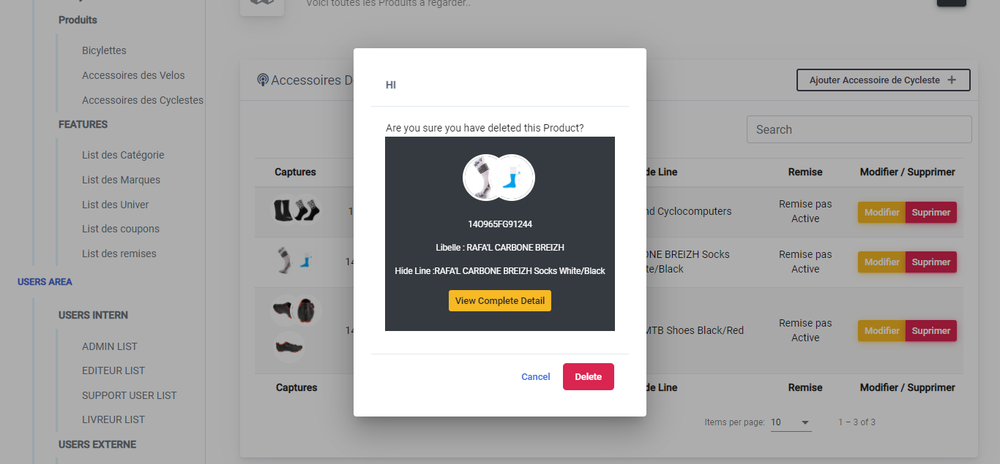 Voici toutes les Produits a regarder..
Produits
Bicylettes
Accessoires des Velos
Accessoires des Cyclestes
FEATURES
List des Catégorie
List des Marques
List des Univer
List des coupons
List des remises
USERS AREA
USERS INTERN
ADMIN LIST
EDITEUR LIST
SUPPORT USER LIST
LIVREUR LIST
USERS EXTERNE
Accessoires D
Ajouter Accessoire de Cycleste +
Search
Captures
de Line
Remise
Modifier / Supprimer
1
nd Cyclocomputers
Remise pas
Active
Modifier
Suprimer
14
ONE BREIZH Socks
te/Black
Remise pas
Active
Modifier
Suprimer
14
MTB Shoes Black/Red
Remise pas
Active
Modifier
Suprimer
Captures
de Line
Remise
Modifier / Supprimer
Items per page: 10
1 – 3 of 3
HI
Are you sure you have deleted this Product?
14O965FG91244
Libelle : RAFA'L CARBONE BREIZH
Hide Line :RAFA'L CARBONE BREIZH Socks White/Black
View Complete Detail
Cancel
Delete